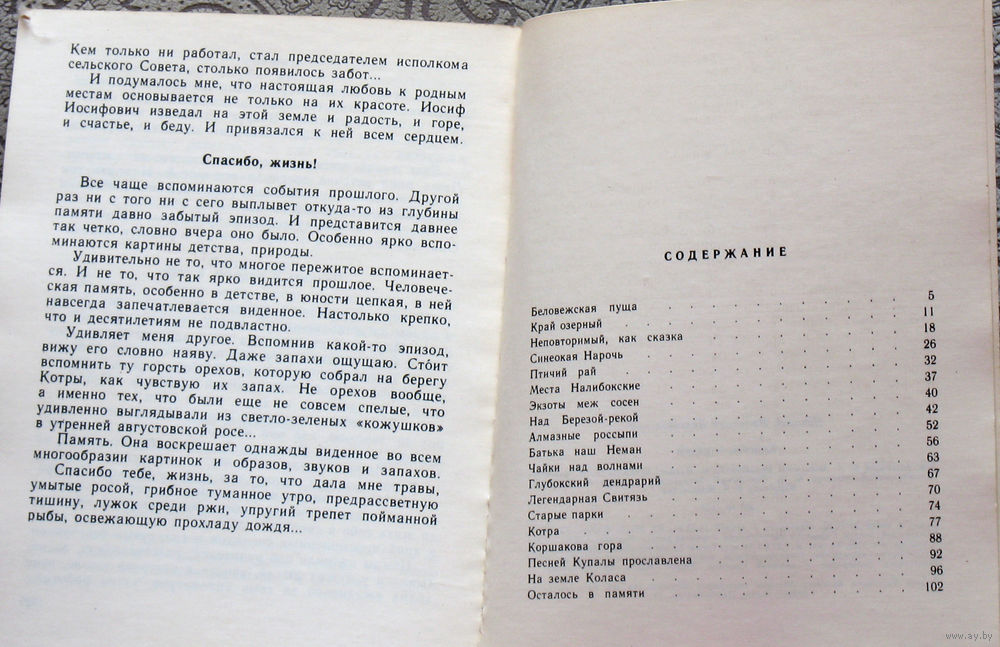 Кем только ни работал, стал председателем исполкома
сельского Совета, столько появилось забот...
И подумалось мне, что настоящая любовь к родным
местам основывается не только на их красоте. Иосиф
Иосифович изведал на этой земле и радость, и горе,
и счастье, и беду. И привязался к ней всем сердцем.
Спасибо, жизнь!
Все чаще вспоминаются события прошлого. Другой
раз ни с того ни с сего выплывет откуда-то из глубины
памяти давно забытый эпизод. И представится давнее
так четко, словно вчера оно было. Особенно ярко вспо-
минаются картины детства, природы.
Удивительно не то, что многое пережитое вспоминает-
ся. И не то, что так ярко видится прошлое. Человече-
ская память, особенно в детстве, в юности цепкая, в ней
навсегда запечатлевается виденное. Настолько крепко,
что и десятилетиям не подвластно.
Удивляет меня другое. Вспомнив какой-то эпизод,
вижу его словно наяву. Даже запахи ощущаю. Сто́ит
вспомнить ту горсть орехов, которую собрал на берегу
Котры, как чувствую их запах. Не орехов вообще,
а именно тех, что были еще не совсем спелые, что
удивленно выглядывали из светло-зеленых «кожушков»
в утренней августовской росе...
Память. Она воскрешает однажды виденное во всем
многообразии картинок и образов, звуков и запахов.
Спасибо тебе, жизнь, за то, что дала мне травы,
умытые росой, грибное туманное утро, предрассветную
тишину, лужок среди ржи, упругий трепет пойманной
рыбы, освежающую прохладу дождя...
СОДЕРЖАНИЕ
Беловежская пуща 5
Край озерный 11
Неповторимый, как сказка 18
Синеокая Нарочь 26
Птичий рай 32
Места Налибокские 37
Экзоты меж сосен 40
Над Березой-рекой 42
Алмазные россыпи 52
Батька наш Неман 56
Чайки над волнами 63
Глубокский дендрарий 67
Легендарная Свитязь 70
Старые парки 74
Котра 77
Коршакова гора 88
Песней Купалы прославлена 92
На земле Коласа 96
Осталось в памяти 102
www.ay.by